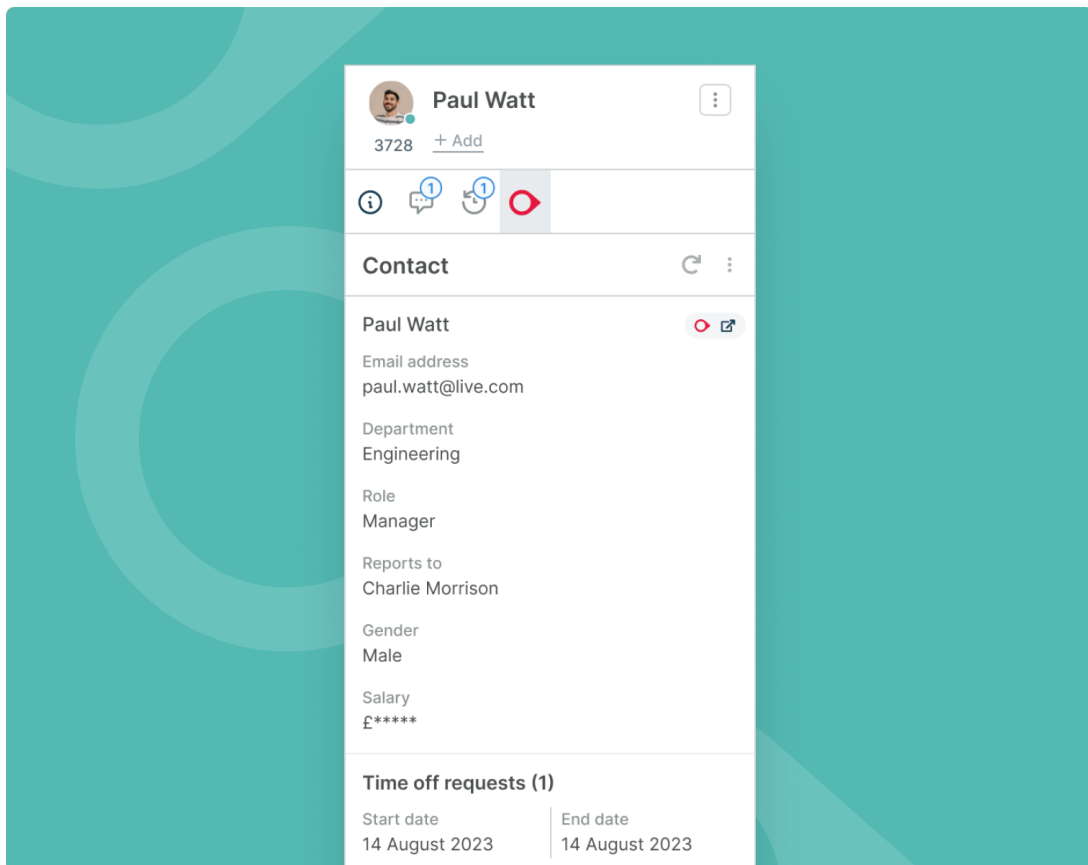 Paul Watt
3728 + Add
1 1
Contact
Paul Watt
Email address
paul.watt@live.com
Department
Engineering
Role
Manager
Reports to
Charlie Morrison
Gender
Male
Salary
£*****
Time off requests (1)
Start date End date
14 August 2023 14 August 2023